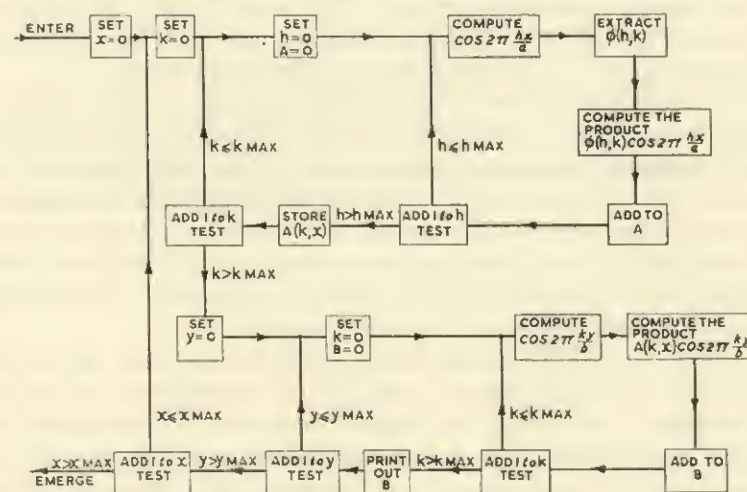 ENTER
SET
x=0
SET
k=0
SET
h=0
A=0
COMPUTE
COS 2π hx/a
EXTRACT
ϕ(h,k)
COMPUTE THE
PRODUCT
ϕ(h,k) COS 2π hx/a
k⩽k MAX
h⩽h MAX
ADD 1 to k
TEST
STORE
A(k,x)
h>h MAX
ADD 1 to h
TEST
ADD TO
A
k>k MAX
SET
y=0
SET
k=0
B=0
COMPUTE
COS 2π ky/b
COMPUTE THE
PRODUCT
A(k,x) COS 2π ky/b
x⩽x MAX
y⩽y MAX
k⩽k MAX
x>x MAX
EMERGE
ADD 1 to x
TEST
y>y MAX
ADD 1 to y
TEST
PRINT
OUT
B
k>k MAX
ADD 1 to k
TEST
ADD TO
B